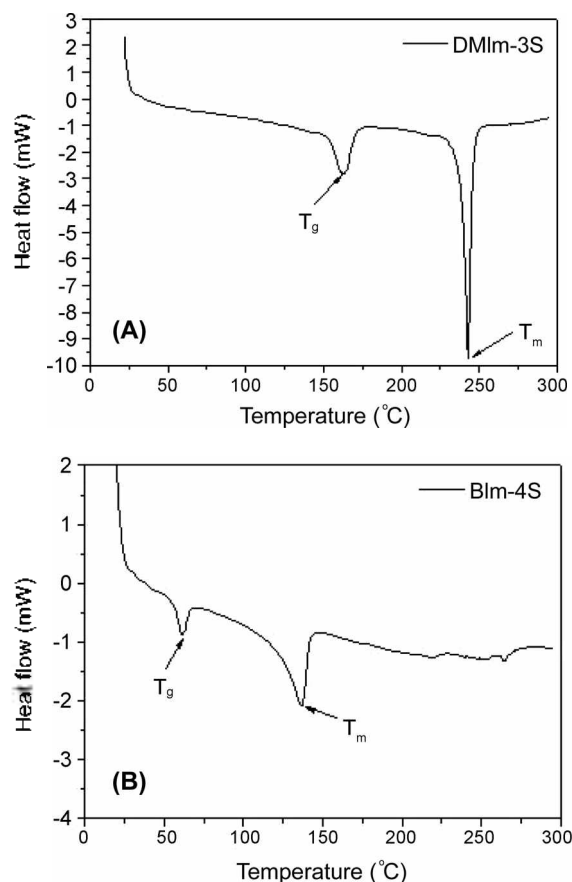 3
2
1
0
-1
-2
-3
-4
-5
-6
-7
-8
-9
-10
Heat flow (mW)
DMIm-3S
Tg
Tm
(A)
0 50 100 150 200 250 300
Temperature (°C)
2
1
0
-1
-2
-3
-4
Heat flow (mW)
BIm-4S
Tg
Tm
(B)
0 50 100 150 200 250 300
Temperature (°C)